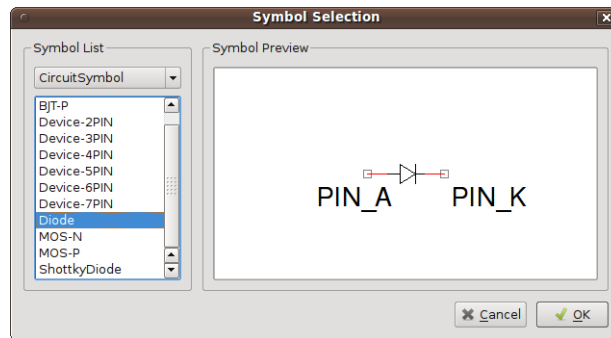 Symbol Selection
Symbol List
CircuitSymbol
BJT-P
Device-2PIN
Device-3PIN
Device-4PIN
Device-5PIN
Device-6PIN
Device-7PIN
Diode
MOS-N
MOS-P
ShottkyDiode
Symbol Preview
PIN_A PIN_K
Cancel OK